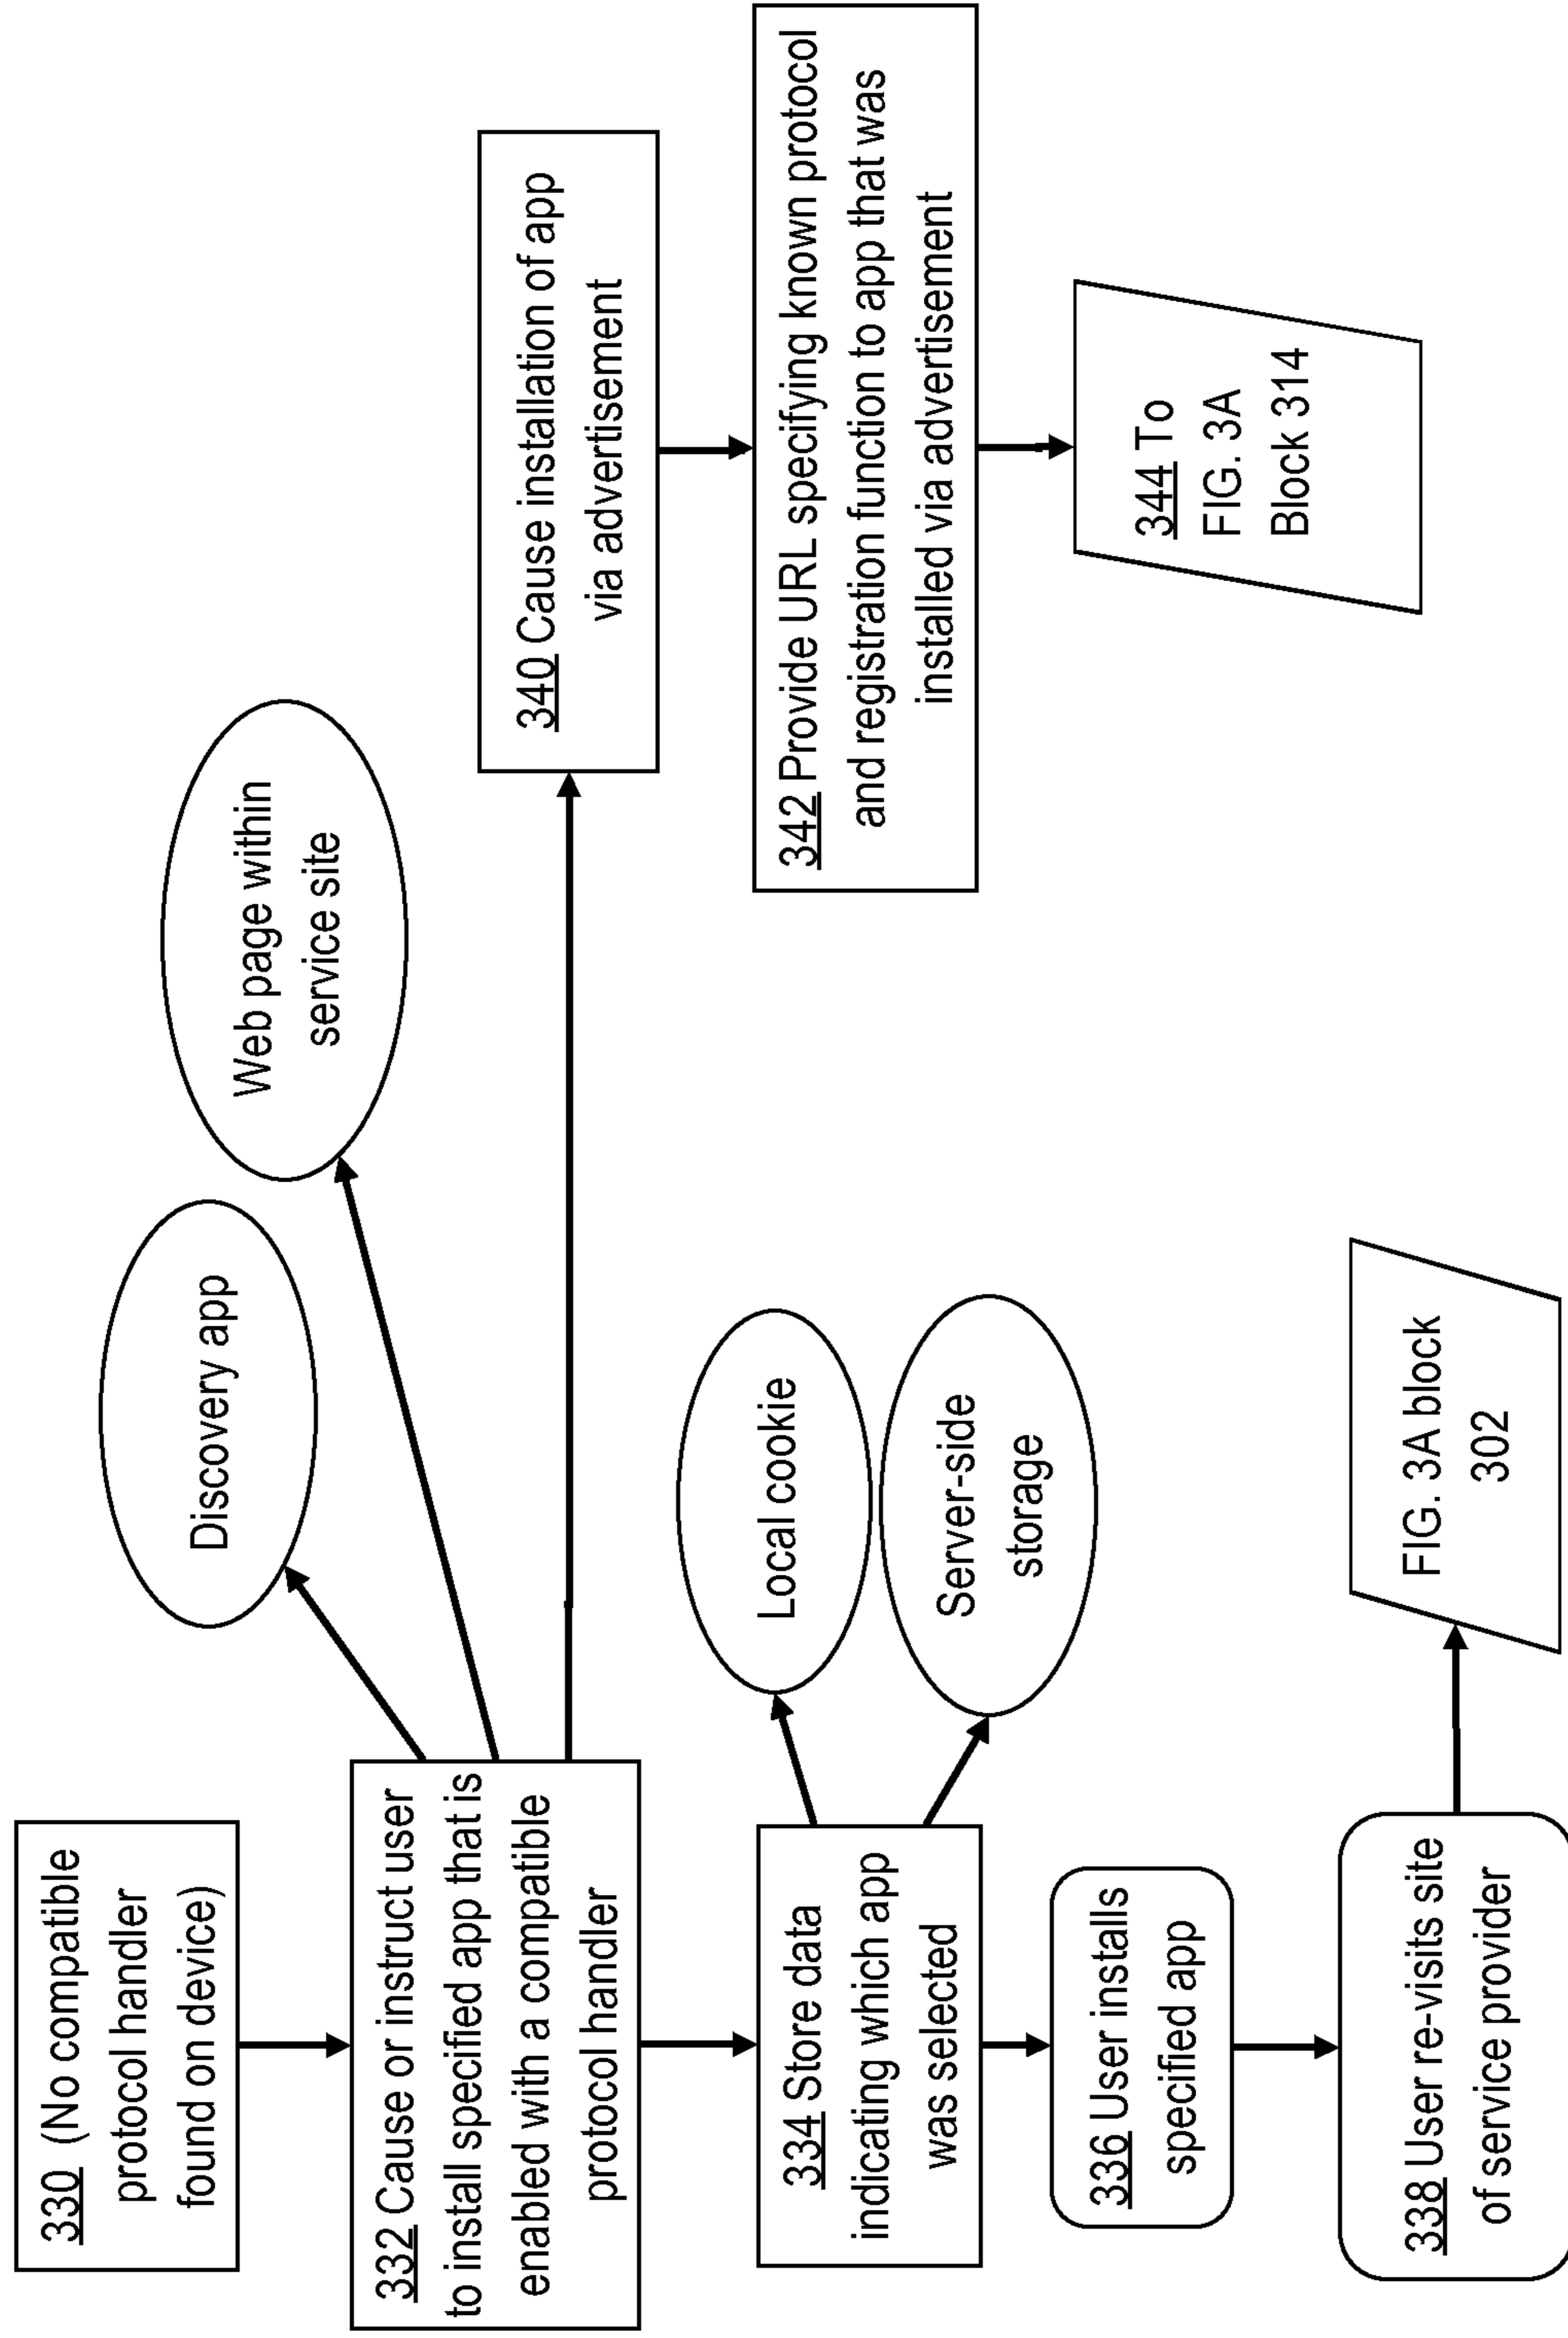 330 (No compatible
protocol handler
found on device)
332 Cause or instruct user
to install specified app that is
enabled with a compatible
protocol handler
Discovery app
Web page within
service site
334 Store data
indicating which app
was selected
Local cookie
Server-side
storage
336 User installs
specified app
338 User re-visits site
of service provider
FIG. 3A block
302
340 Cause installation of app
via advertisement
342 Provide URL specifying known protocol
and registration function to app that was
installed via advertisement
344 To
FIG. 3A
Block 314